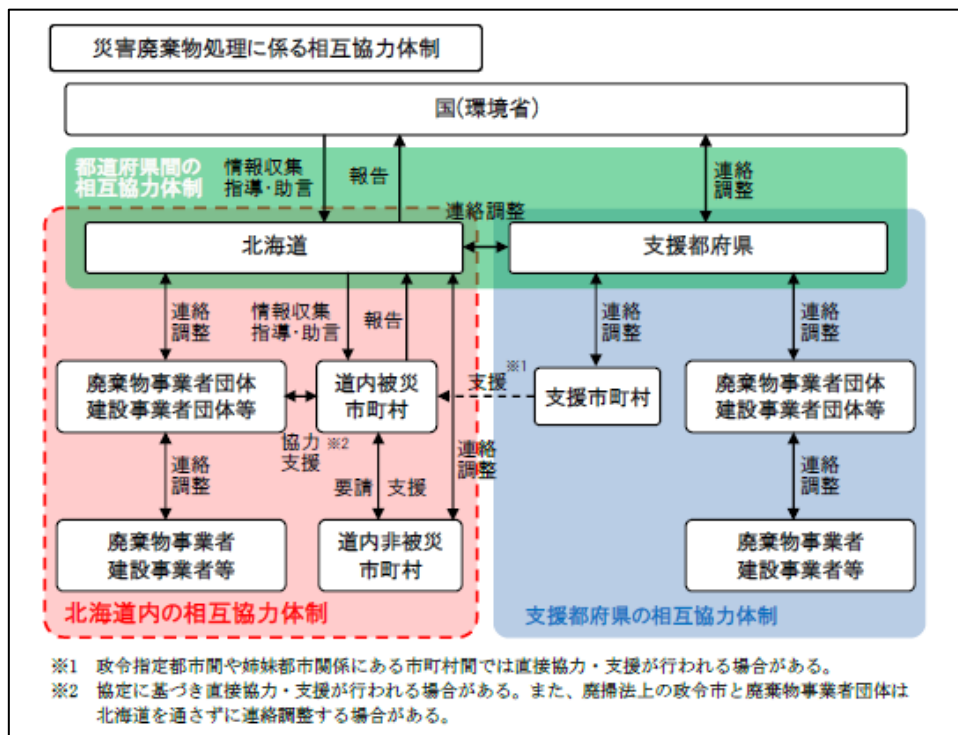 災害廃棄物処理に係る相互協力体制
国(環境省)
都道府県間の
相互協力体制
情報収集
指導・助言
報告
連絡
調整
連絡調整
北海道
支援都府県
連絡
調整
情報収集
指導・助言
報告
連絡
調整
連絡
調整
廃棄物事業者団体
建設事業者団体等
道内被災
市町村
支援
※1
支援市町村
廃棄物事業者団体
建設事業者団体等
協力
支援
※2
連絡
調整
連絡
調整
要請
支援
連絡
調整
廃棄物事業者
建設事業者等
道内非被災
市町村
廃棄物事業者
建設事業者等
北海道内の相互協力体制
支援都府県の相互協力体制
※1 政令指定都市間や姉妹都市関係にある市町村間では直接協力・支援が行われる場合がある。
※2 協定に基づき直接協力・支援が行われる場合がある。また、廃掃法上の政令市と廃棄物事業者団体は
北海道を通さずに連絡調整する場合がある。